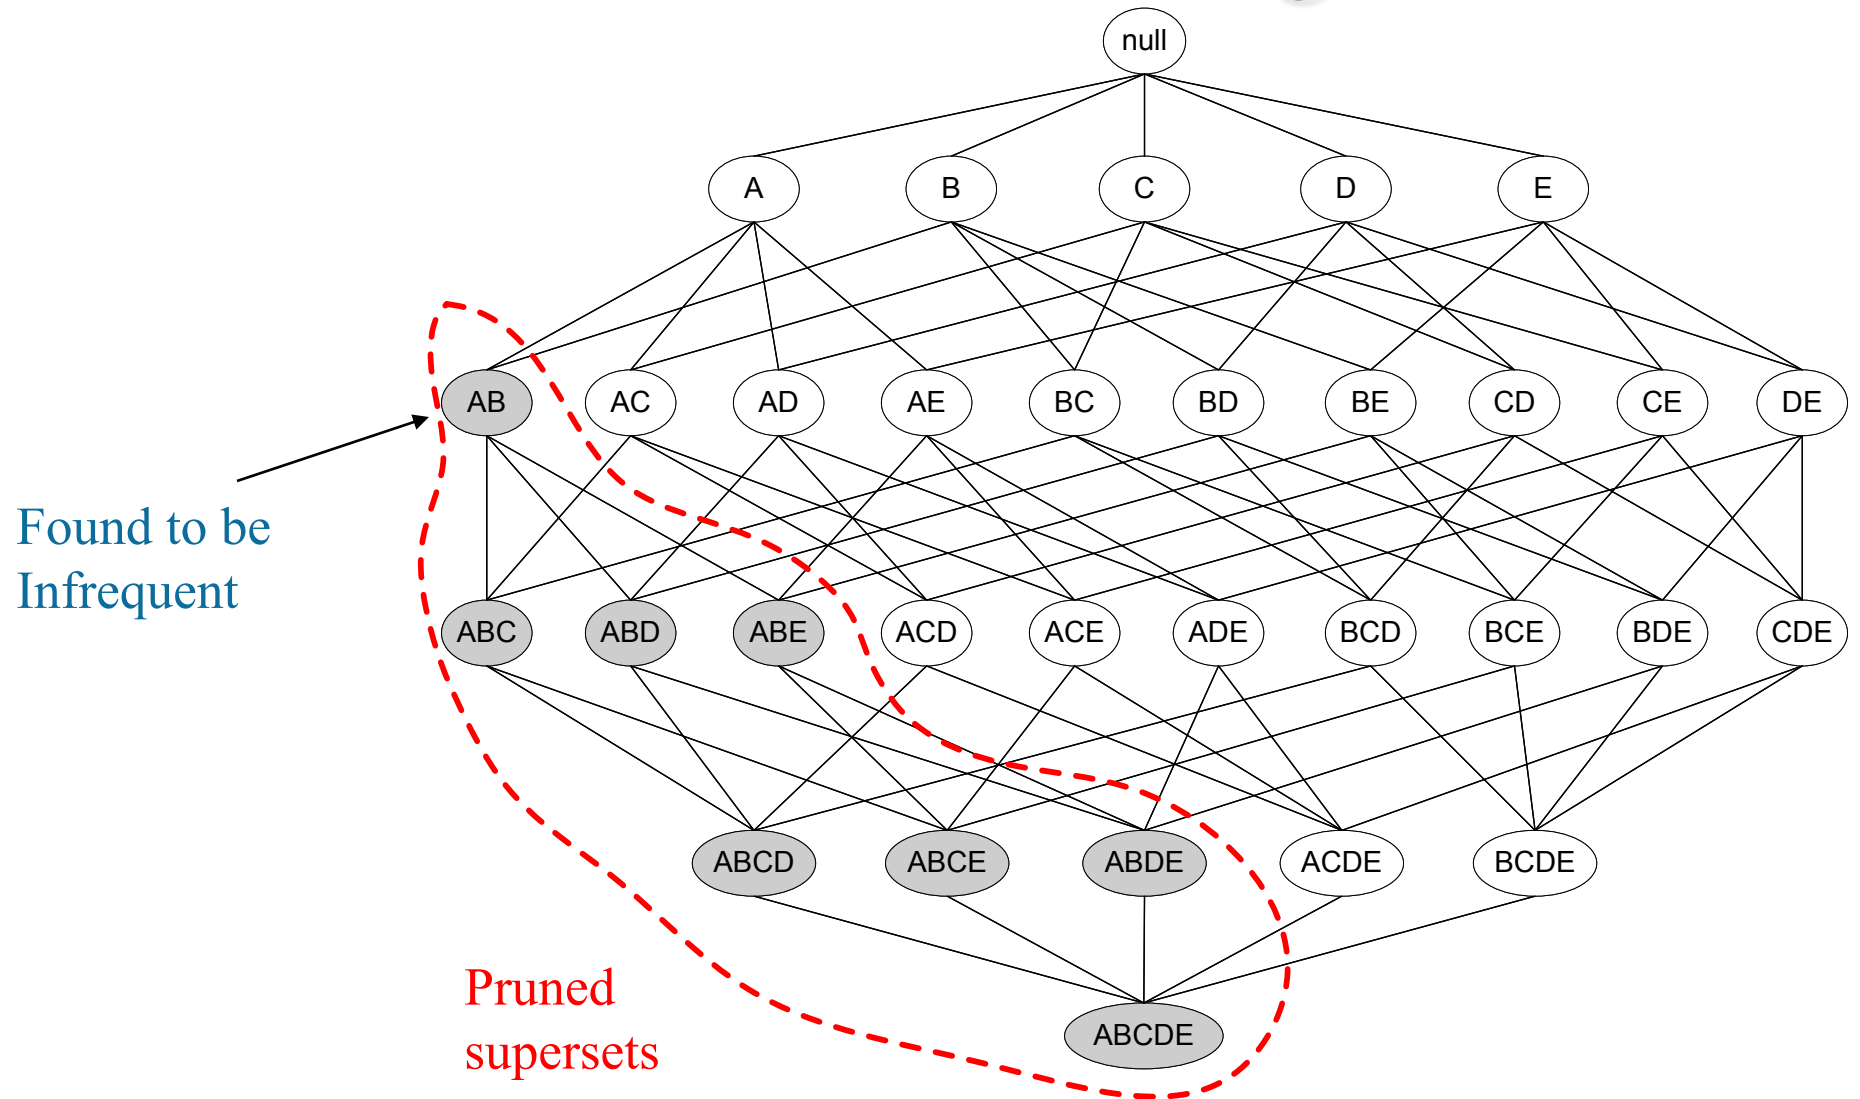 null
A B C D E
AB AC AD AE BC BD BE CD CE DE
Found to be
Infrequent
ABC ABD ABE ACD ACE ADE BCD BCE BDE CDE
ABCD ABCE ABDE ACDE BCDE
Pruned
supersets
ABCDE